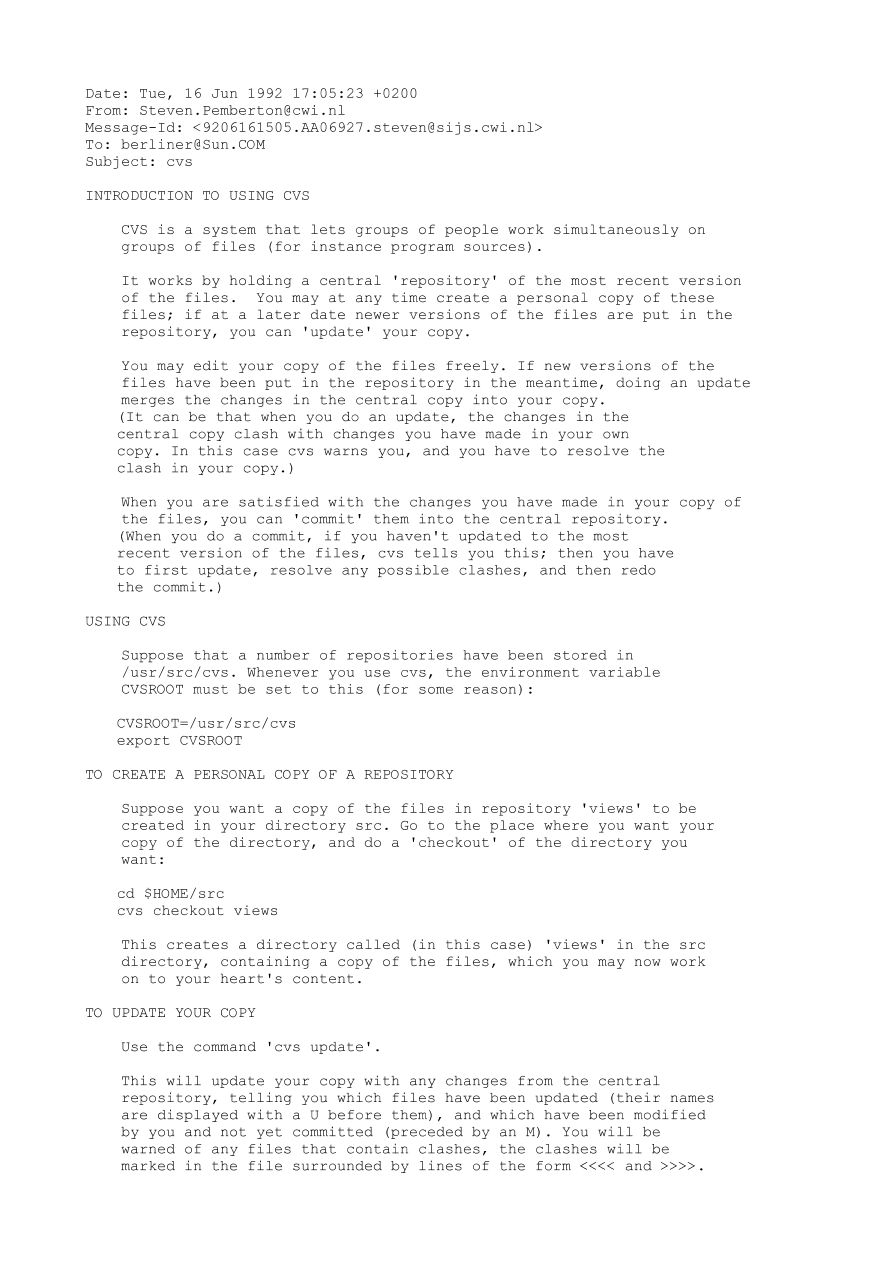 Date: Tue, 16 Jun 1992 17:05:23 +0200
From: Steven.Pemberton@cwi.nl
Message-Id: <9206161505.AA06927.steven@sijs.cwi.nl>
To: berliner@Sun.COM
Subject: cvs

INTRODUCTION TO USING CVS

    CVS is a system that lets groups of people work simultaneously on
    groups of files (for instance program sources).

    It works by holding a central 'repository' of the most recent version
    of the files.  You may at any time create a personal copy of these
    files; if at a later date newer versions of the files are put in the
    repository, you can 'update' your copy.

    You may edit your copy of the files freely. If new versions of the
    files have been put in the repository in the meantime, doing an update
    merges the changes in the central copy into your copy.
    (It can be that when you do an update, the changes in the
    central copy clash with changes you have made in your own
    copy. In this case cvs warns you, and you have to resolve the
    clash in your copy.)

    When you are satisfied with the changes you have made in your copy of
    the files, you can 'commit' them into the central repository.
    (When you do a commit, if you haven't updated to the most
    recent version of the files, cvs tells you this; then you have
    to first update, resolve any possible clashes, and then redo
    the commit.)

USING CVS

    Suppose that a number of repositories have been stored in
    /usr/src/cvs. Whenever you use cvs, the environment variable
    CVSROOT must be set to this (for some reason):

    CVSROOT=/usr/src/cvs
    export CVSROOT

TO CREATE A PERSONAL COPY OF A REPOSITORY

    Suppose you want a copy of the files in repository 'views' to be
    created in your directory src. Go to the place where you want your
    copy of the directory, and do a 'checkout' of the directory you
    want:

    cd $HOME/src
    cvs checkout views

    This creates a directory called (in this case) 'views' in the src
    directory, containing a copy of the files, which you may now work
    on to your heart's content.

TO UPDATE YOUR COPY

    Use the command 'cvs update'.

    This will update your copy with any changes from the central
    repository, telling you which files have been updated (their names
    are displayed with a U before them), and which have been modified
    by you and not yet committed (preceded by an M). You will be
    warned of any files that contain clashes, the clashes will be
    marked in the file surrounded by lines of the form <<<< and >>>>.